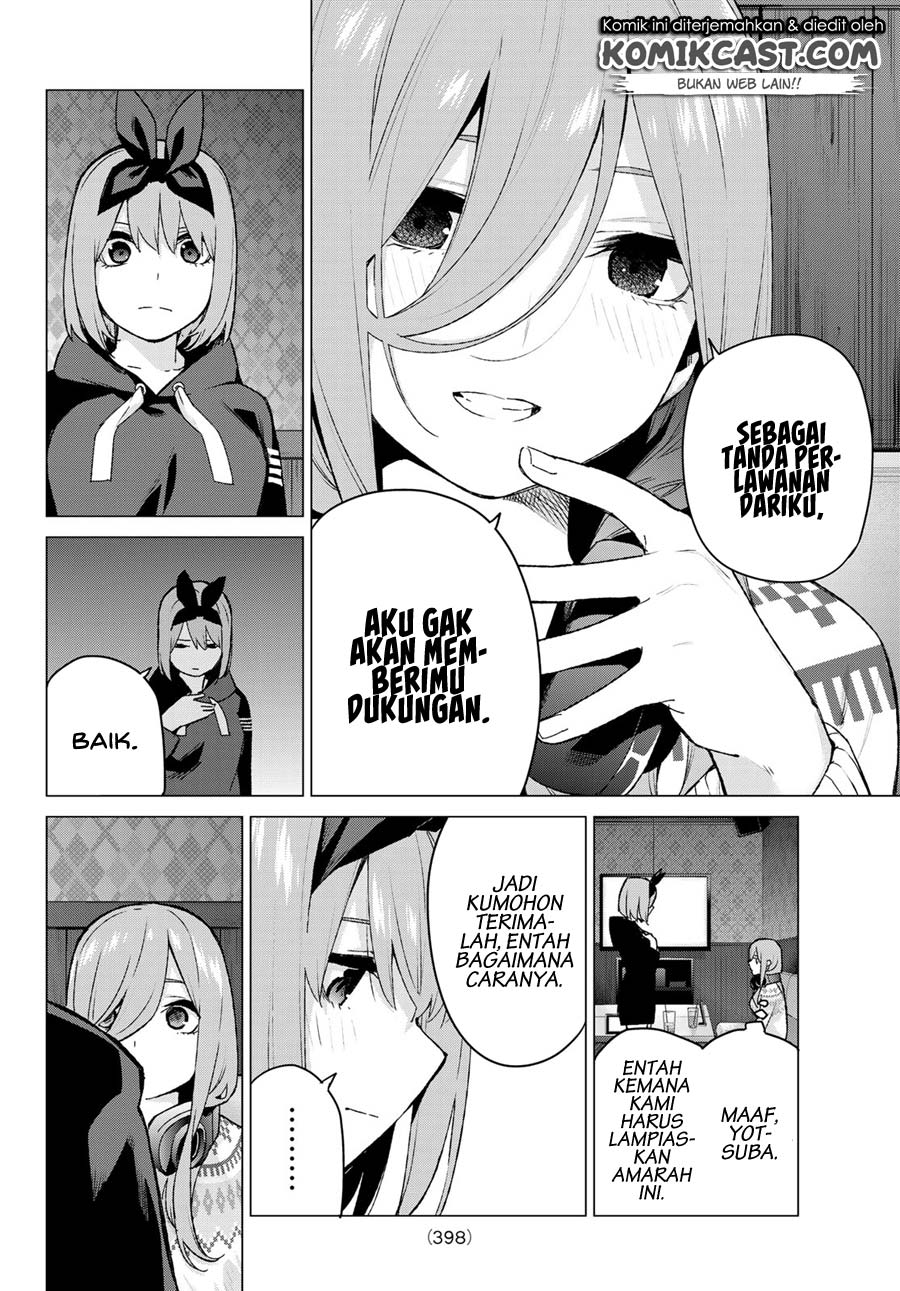 Komik ini diterjemahkan & diedit oleh
KOMIKCAST.COM
BUKAN WEB LAIN!!
SEBAGAI
TANDA PER-
LAWANAN
DARIKU,
AKU GAK
AKAN MEM-
BERIMU
DUKUNGAN.
BAIK.
MAAF,
YOT-
SUBA.
ENTAH
KEMANA
KAMI
HARUS
LAMPIAS-
KAN
AMARAH
INI.
JADI
KUMOHON
TERIMA-
LAH, ENTAH
BAGAIMANA
CARANYA.
........
(398)